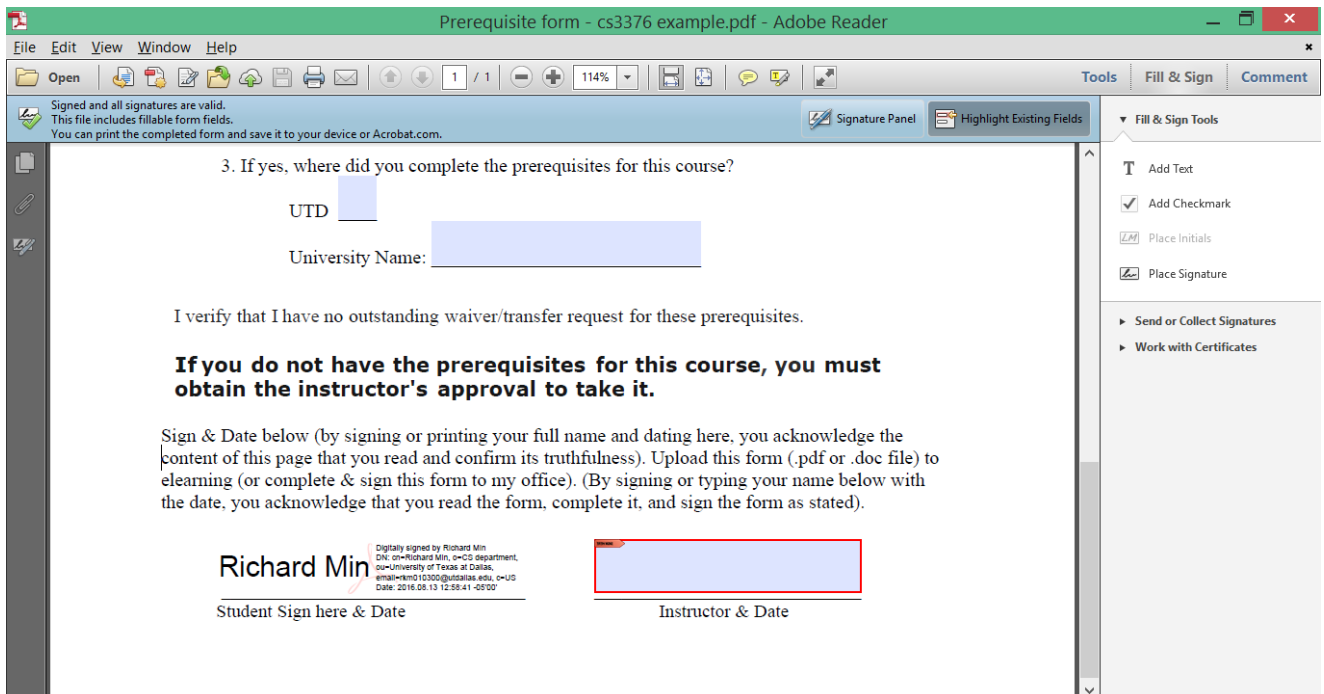 Prerequisite form - cs3376 example.pdf - Adobe Reader
File Edit View Window Help
Open 1 / 1 114% Tools Fill & Sign Comment
Signed and all signatures are valid.
This file includes fillable form fields.
You can print the completed form and save it to your device or Acrobat.com.
Signature Panel Highlight Existing Fields
Fill & Sign Tools
T Add Text
Add Checkmark
LM Place Initials
Place Signature
Send or Collect Signatures
Work with Certificates
3. If yes, where did you complete the prerequisites for this course?
UTD
University Name:
I verify that I have no outstanding waiver/transfer request for these prerequisites.
If you do not have the prerequisites for this course, you must
obtain the instructor's approval to take it.
Sign & Date below (by signing or printing your full name and dating here, you acknowledge the
content of this page that you read and confirm its truthfulness). Upload this form (.pdf or .doc file) to
elearning (or complete & sign this form to my office). (By signing or typing your name below with
the date, you acknowledge that you read the form, complete it, and sign the form as stated).
Richard Min
Digitally signed by Richard Min
DN: cn=Richard Min, o=CS department,
ou=University of Texas at Dallas,
email=rkm010300@utdallas.edu, c=US
Date: 2016.08.13 12:58:41 -05'00'
Student Sign here & Date
Instructor & Date